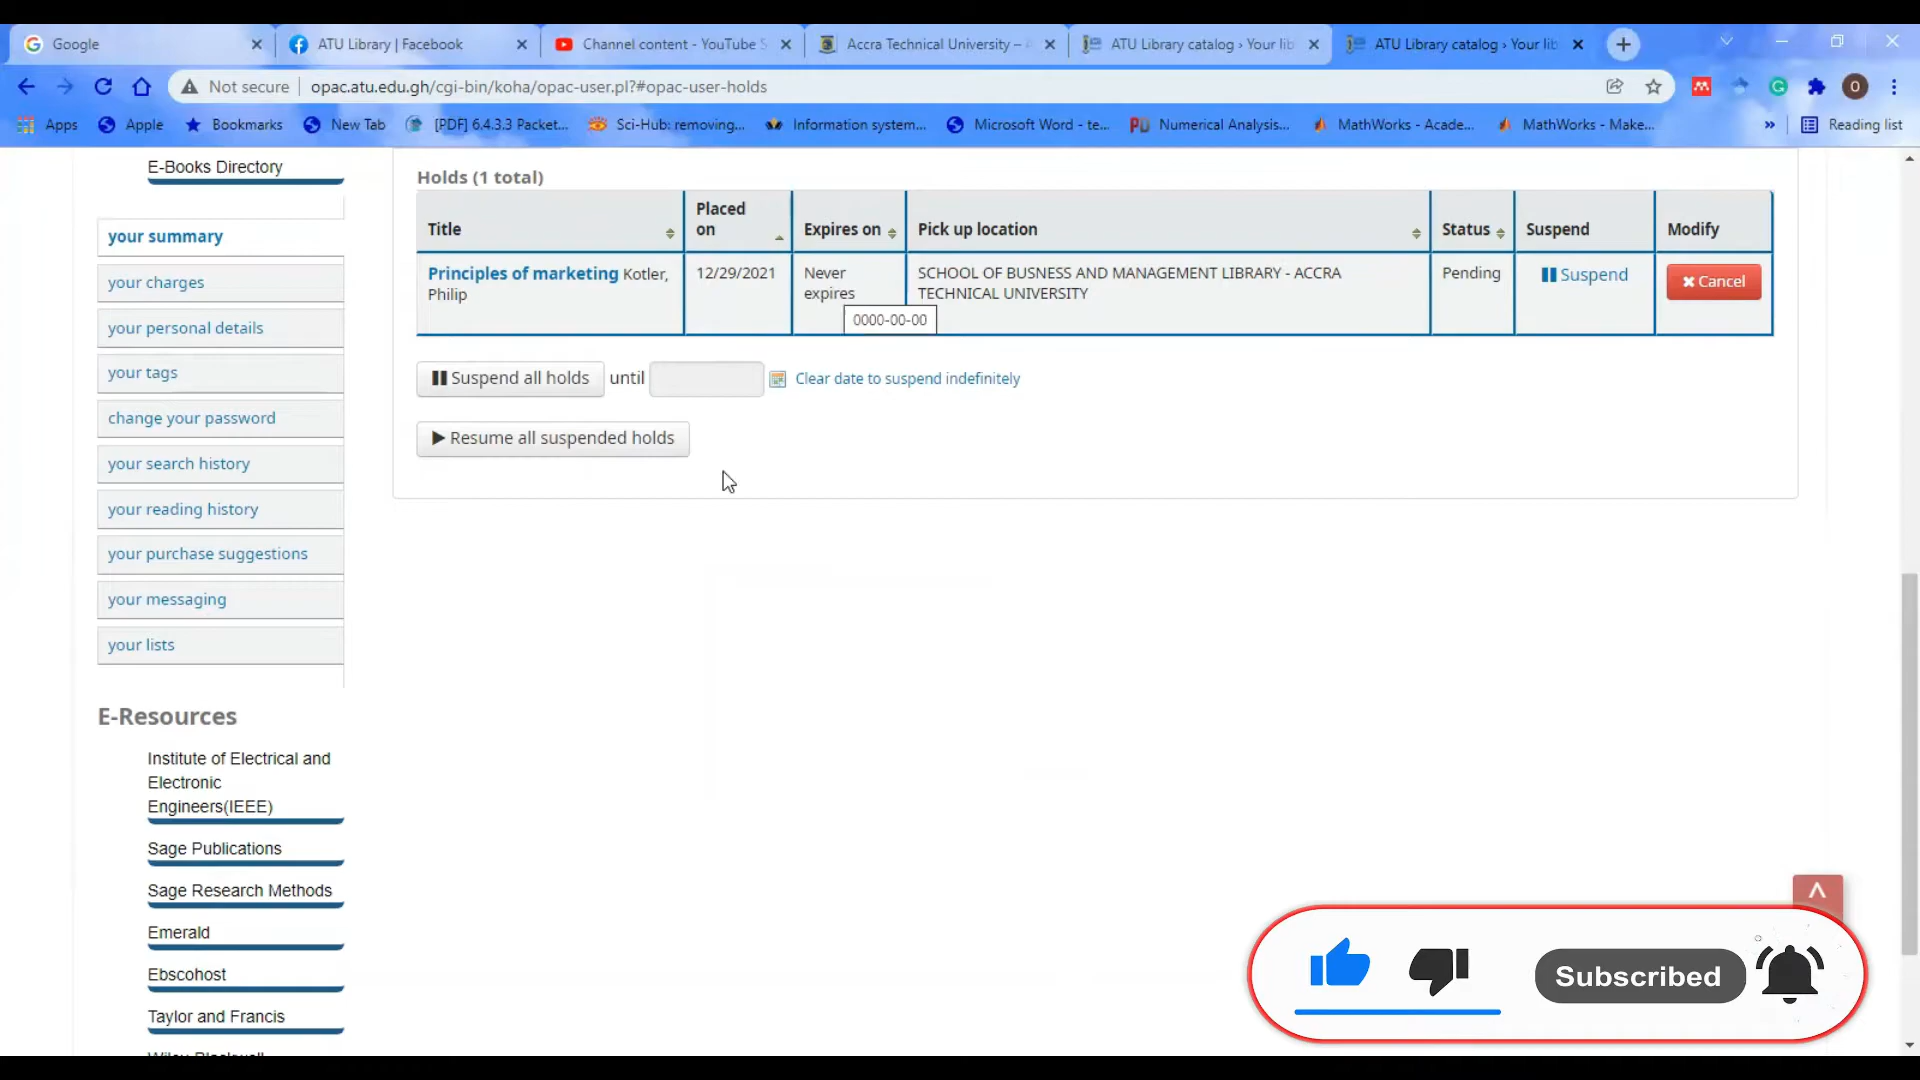 Google
ATU Library | Facebook
Channel content - YouTube S
Accra Technical University –
ATU Library catalog › Your lib
ATU Library catalog › Your lib
Not secure
opac.atu.edu.gh/cgi-bin/koha/opac-user.pl?#opac-user-holds
O
Apps
Apple
Bookmarks
New Tab
[PDF] 6.4.3.3 Packet...
Sci-Hub: removing...
Information system...
Microsoft Word - te...
Numerical Analysis...
MathWorks - Acade...
MathWorks - Make...
»
Reading list
E-Books Directory
your summary
your charges
your personal details
your tags
change your password
your search history
your reading history
your purchase suggestions
your messaging
your lists
E-Resources
Institute of Electrical and
Electronic
Engineers(IEEE)
Sage Publications
Sage Research Methods
Emerald
Ebscohost
Taylor and Francis
Holds (1 total)
Title
Placed
on
Expires on
Pick up location
Status
Suspend
Modify
Principles of marketing Kotler,
Philip
12/29/2021
Never
expires
0000-00-00
SCHOOL OF BUSNESS AND MANAGEMENT LIBRARY - ACCRA
TECHNICAL UNIVERSITY
Pending
Suspend
Cancel
Suspend all holds until
Clear date to suspend indefinitely
Resume all suspended holds
Subscribed